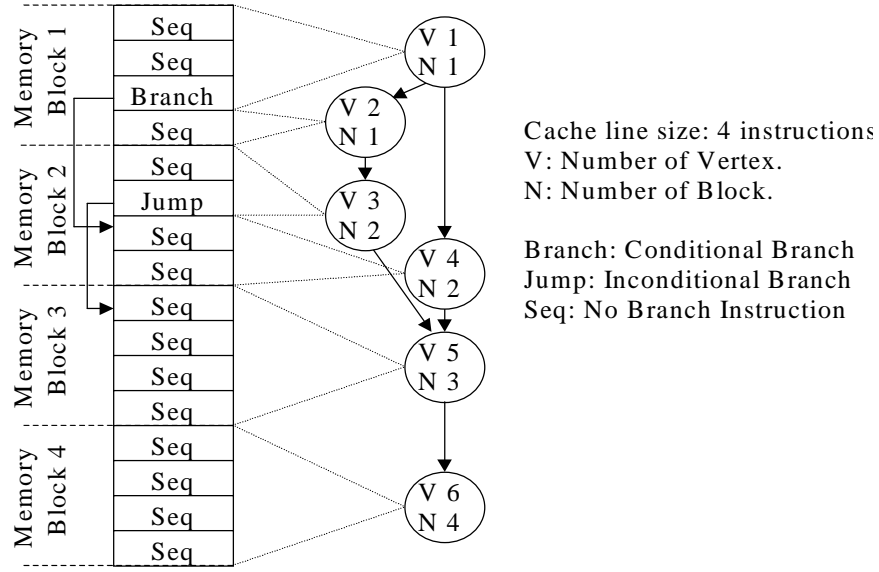 Memory
Block 1
Seq
Seq
Branch
Seq
Memory
Block 2
Seq
Jump
Seq
Seq
Memory
Block 3
Seq
Seq
Seq
Seq
Memory
Block 4
Seq
Seq
Seq
Seq
V 1
N 1
V 2
N 1
V 3
N 2
V 4
N 2
V 5
N 3
V 6
N 4
Cache line size: 4 instructions
V: Number of Vertex.
N: Number of Block.
Branch: Conditional Branch
Jump: Inconditional Branch
Seq: No Branch Instruction